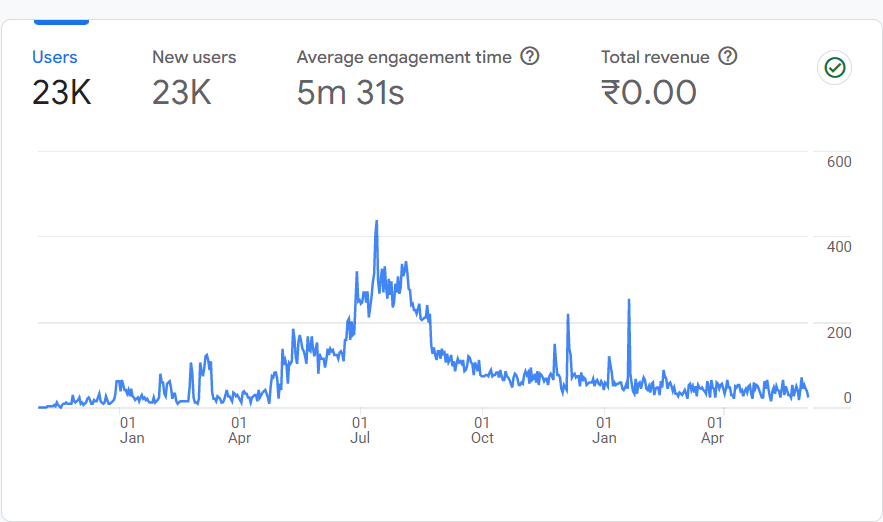 Users New users Average engagement time Total revenue
23K 23K 5m 31s ₹0.00
600
400
200
0
01 01 01 01 01 01
Jan Apr Jul Oct Jan Apr